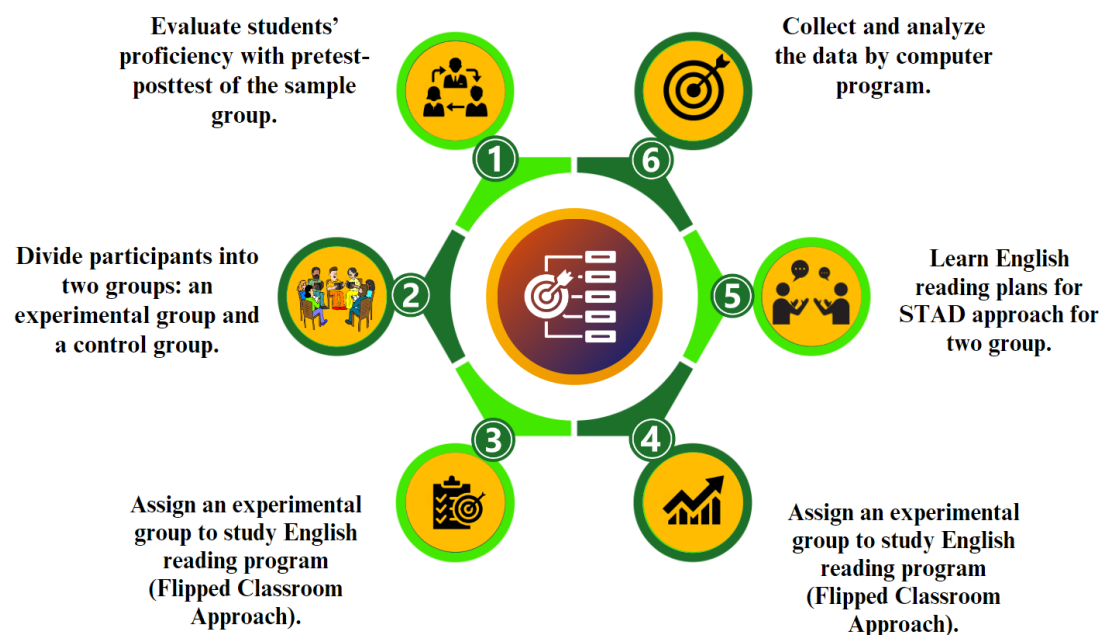 Evaluate students’
proficiency with pretest-
posttest of the sample
group.
1
Divide participants into
two groups: an
experimental group and
a control group.
2
3
Assign an experimental
group to study English
reading program
(Flipped Classroom
Approach).
4
Assign an experimental
group to study English
reading program
(Flipped Classroom
Approach).
5
Learn English
reading plans for
STAD approach for
two group.
6
Collect and analyze
the data by computer
program.